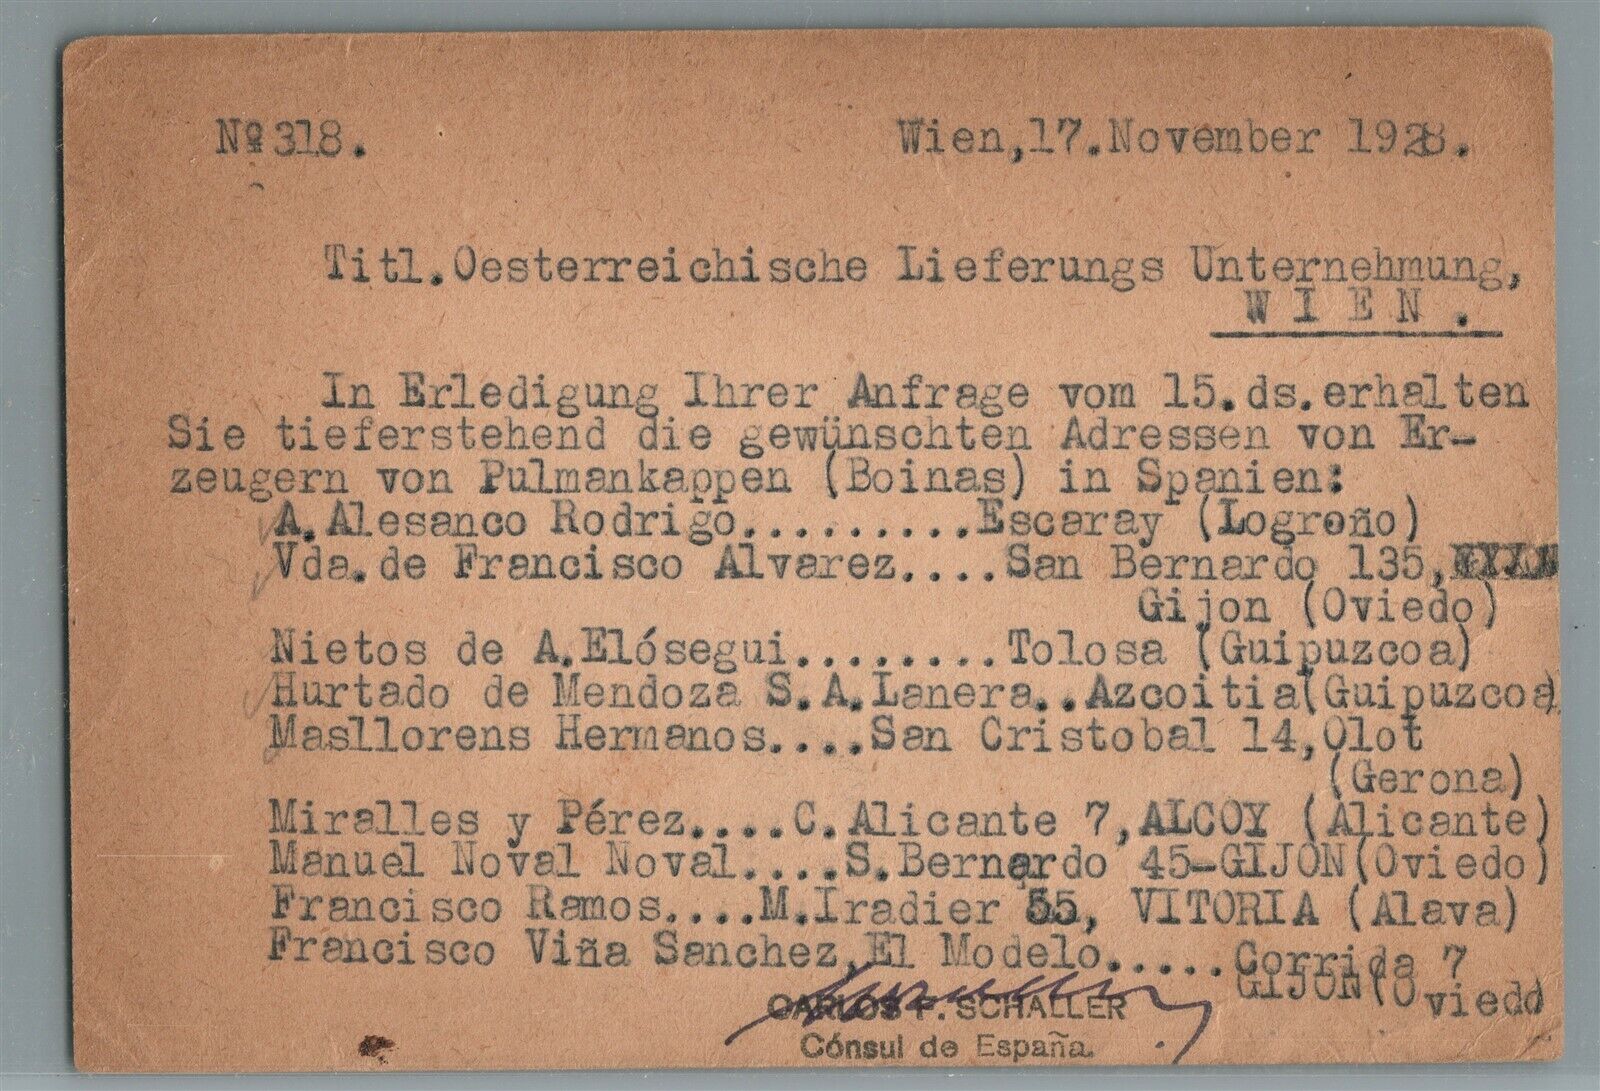 Nº 318. Wien,17.November 1928.
Titl.Oesterreichische Lieferungs Unternehmung,
W I E N .
In Erledigung Ihrer Anfrage vom 15.ds.erhalten
Sie tieferstehend die gewünschten Adressen von Er-
zeugern von Pulmankappen (Boinas) in Spanien:
A.Alesanco Rodrigo.........Escaray (Logroño)
Vda.de Francisco Alvarez....San Bernardo 135,
Gijon (Oviedo)
Nietos de A.Elósegui........Tolosa (Guipuzcoa)
Hurtado de Mendoza S.A.Lanera..Azcoitia(Guipuzcoa)
Masllorens Hermanos....San Cristobal 14,Olot
(Gerona)
Miralles y Pérez....C.Alicante 7,ALCOY (Alicante)
Manuel Noval Noval....S.Bernardo 45-GIJON(Oviedo)
Francisco Ramos....M.Iradier 55, VITORIA (Alava)
Francisco Viña Sanchez,El Modelo.....Corrida 7
GIJON(Oviedo
CARLOS F. SCHALLER
Cónsul de España.